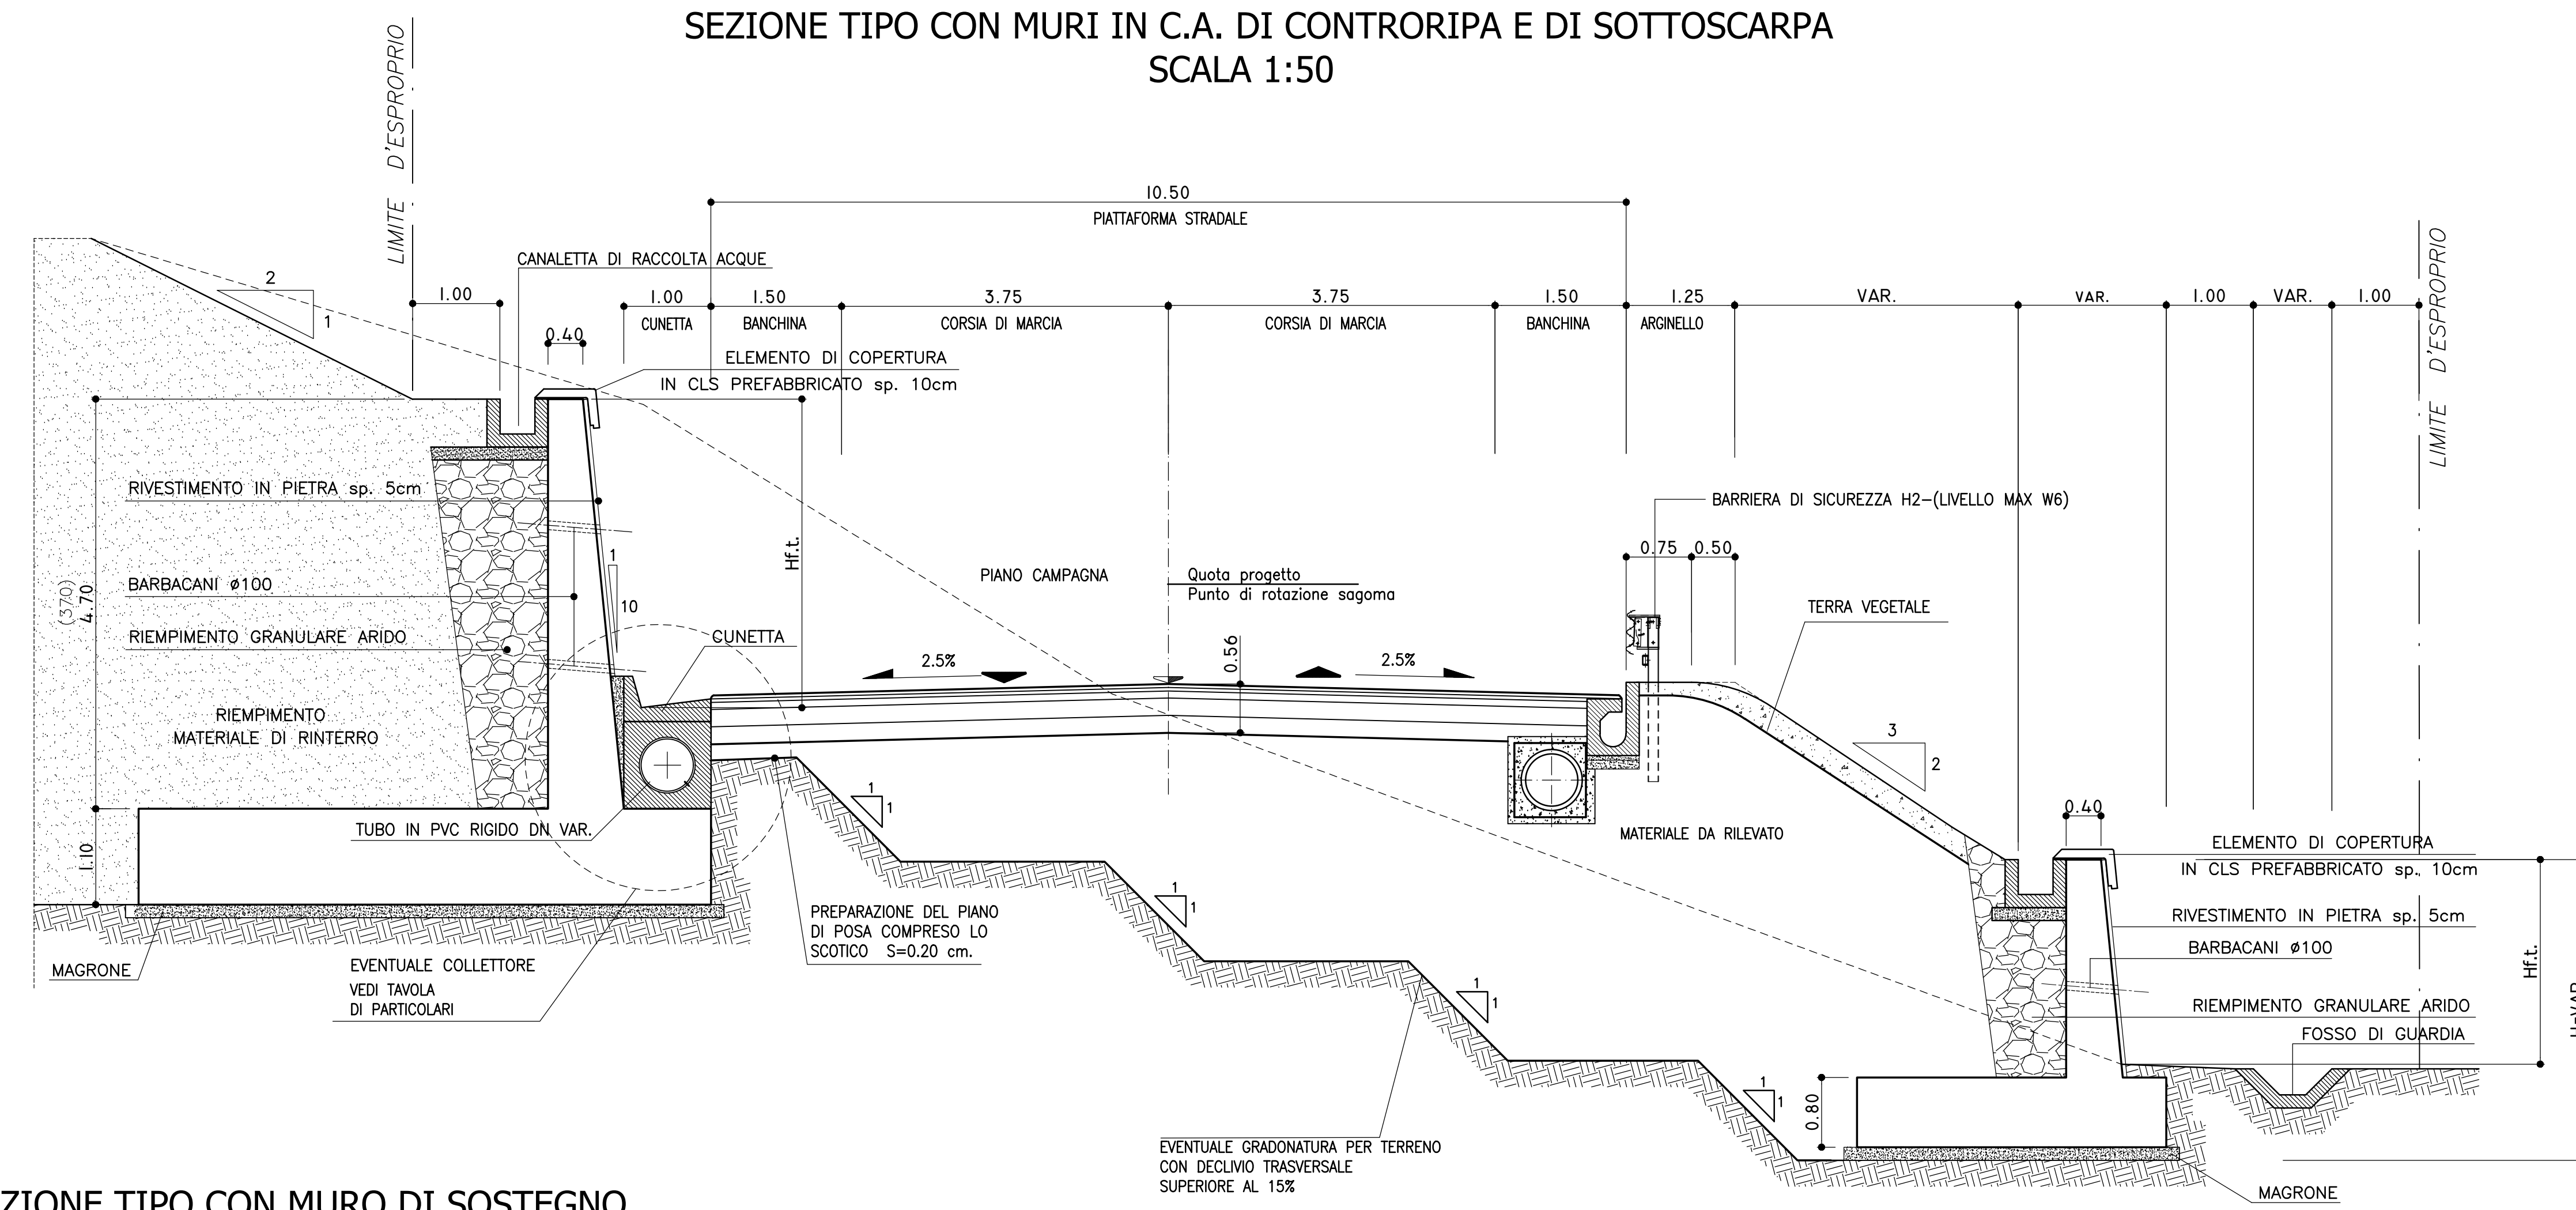 SEZIONE TIPO CON MURI IN C.A. DI CONTRORIPA E DI SOTTOSCARPA
SCALA 1:50
LIMITE D'ESPROPRIO
10.50
PIATTAFORMA STRADALE
LIMITE D'ESPROPRIO
CANALETTA DI RACCOLTA ACQUE
2
1
1.00
1.00
CUNETTA
1.50
BANCHINA
3.75
CORSIA DI MARCIA
3.75
CORSIA DI MARCIA
1.50
BANCHINA
1.25
ARGINELLO
VAR.
VAR.
1.00
VAR.
1.00
0.40
ELEMENTO DI COPERTURA
IN CLS PREFABBRICATO sp. 10cm
RIVESTIMENTO IN PIETRA sp. 5cm
BARRIERA DI SICUREZZA H2-(LIVELLO MAX W6)
0.75
0.50
Hf.t.
1
10
PIANO CAMPAGNA
Quota progetto
Punto di rotazione sagoma
(370)
4.70
BARBACANI ø100
TERRA VEGETALE
RIEMPIMENTO GRANULARE ARIDO
CUNETTA
2.5%
0.56
2.5%
RIEMPIMENTO
MATERIALE DI RINTERRO
3
2
1
1
TUBO IN PVC RIGIDO DN VAR.
MATERIALE DA RILEVATO
0.40
ELEMENTO DI COPERTURA
IN CLS PREFABBRICATO sp. 10cm
1.10
1
1
PREPARAZIONE DEL PIANO
DI POSA COMPRESO LO
SCOTICO S=0.20 cm.
RIVESTIMENTO IN PIETRA sp. 5cm
BARBACANI ø100
Hf.t.
MAGRONE
EVENTUALE COLLETTORE
VEDI TAVOLA
DI PARTICOLARI
1
1
RIEMPIMENTO GRANULARE ARIDO
FOSSO DI GUARDIA
1
1
0.80
EVENTUALE GRADONATURA PER TERRENO
CON DECLIVIO TRASVERSALE
SUPERIORE AL 15%
MAGRONE
ZIONE TIPO CON MURO DI SOSTEGNO